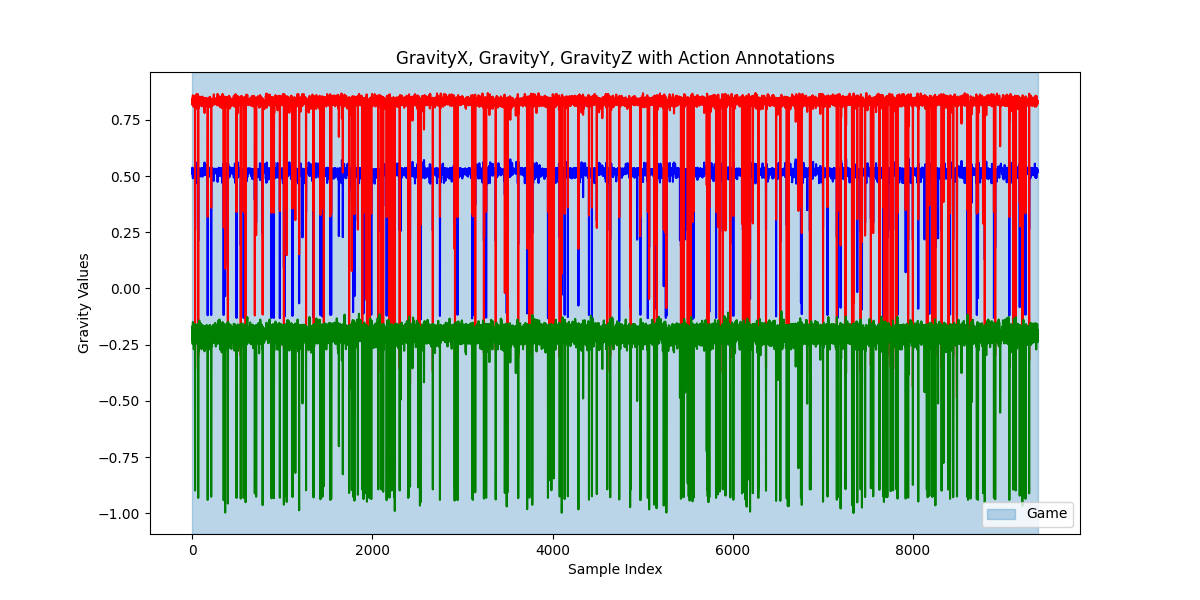 GravityX, GravityY, GravityZ with Action Annotations
Gravity Values
0.75
0.50
0.25
0.00
−0.25
−0.50
−0.75
−1.00
Game
0 2000 4000 6000 8000
Sample Index